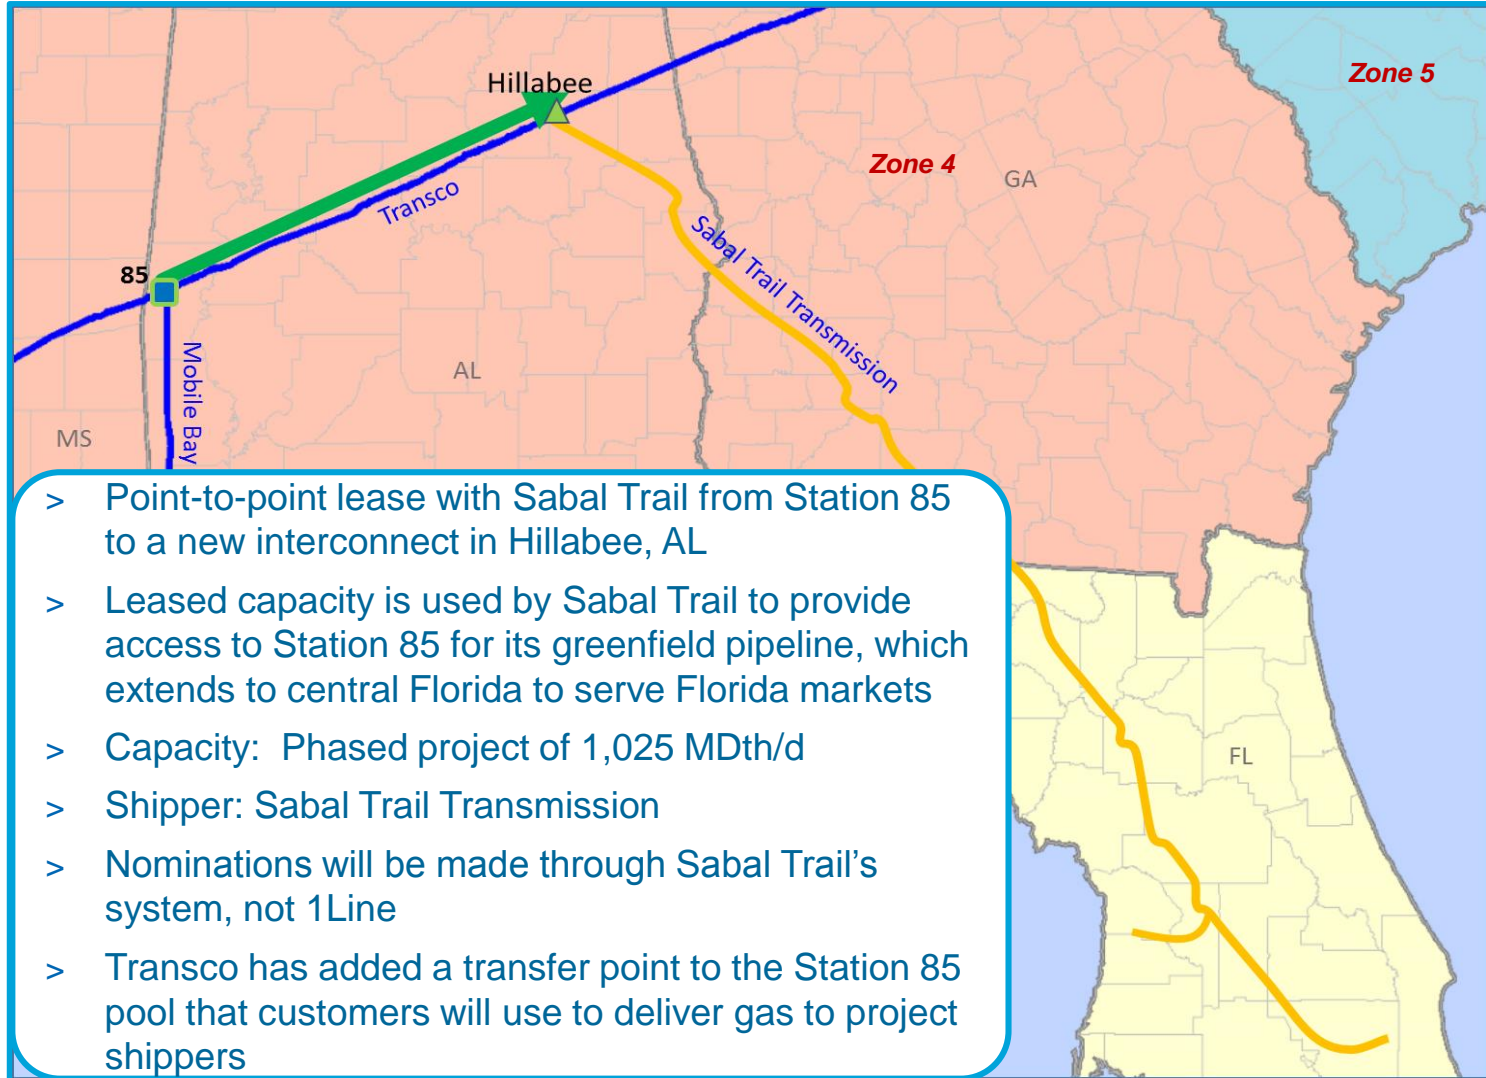 Hillabee
Zone 5
Zone 4
GA
Transco
85
Sabal Trail Transmission
AL
Mobile Bay
MS
> Point-to-point lease with Sabal Trail from Station 85
to a new interconnect in Hillabee, AL
> Leased capacity is used by Sabal Trail to provide
access to Station 85 for its greenfield pipeline, which
extends to central Florida to serve Florida markets
> Capacity:  Phased project of 1,025 MDth/d
> Shipper: Sabal Trail Transmission
> Nominations will be made through Sabal Trail’s
system, not 1Line
> Transco has added a transfer point to the Station 85
pool that customers will use to deliver gas to project
shippers
FL